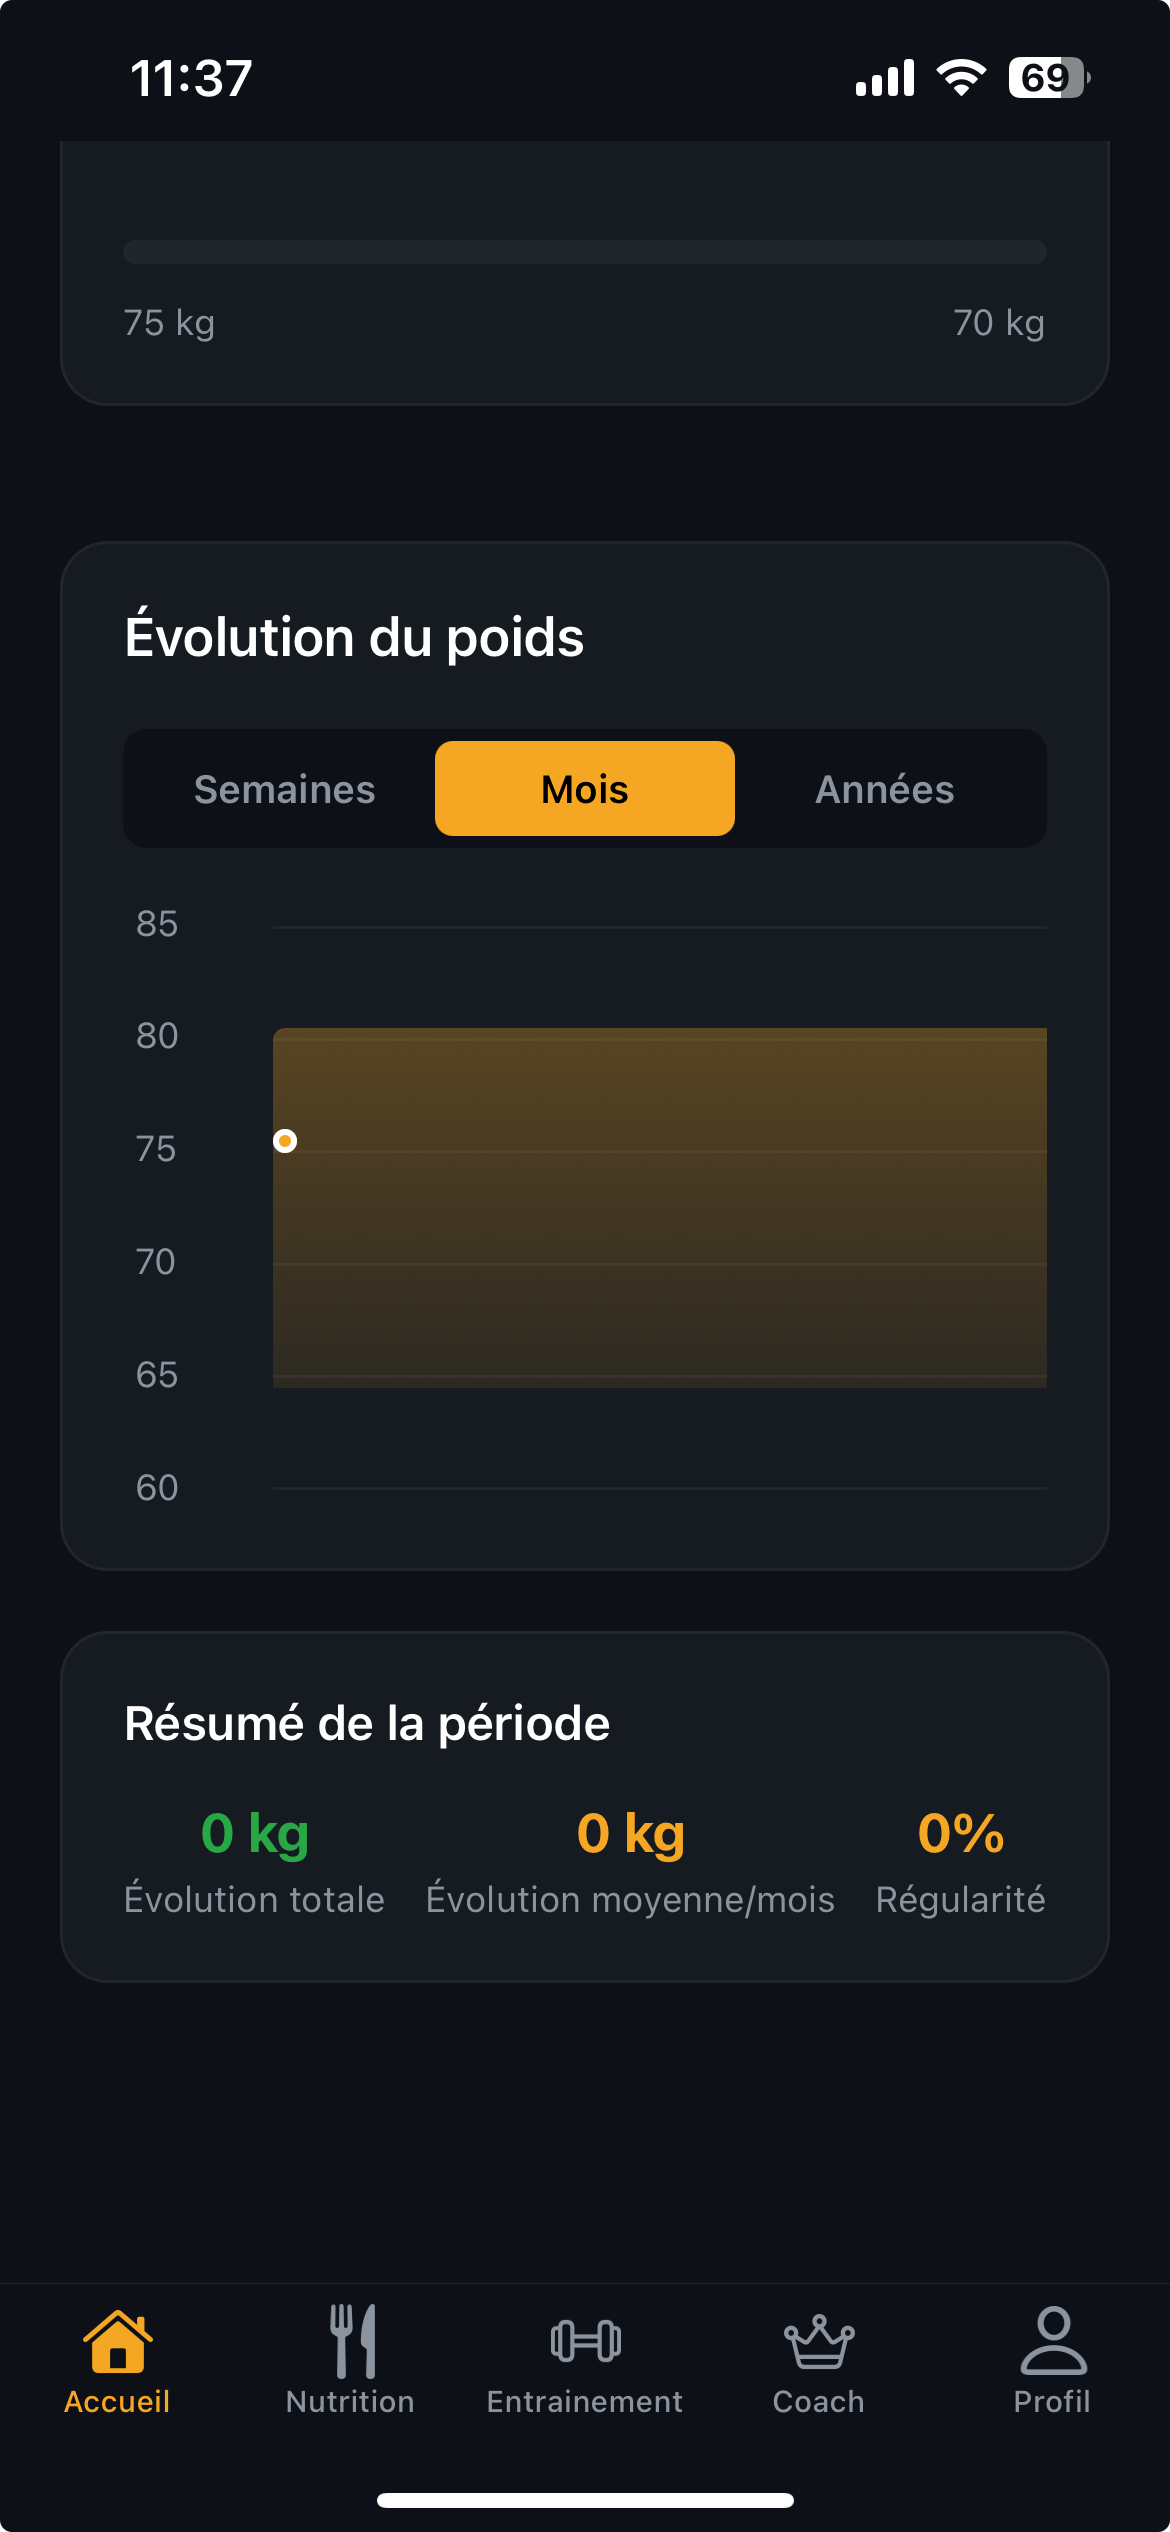 11:37
69
75 kg 70 kg
Évolution du poids
Semaines Mois Années
85
80
75
70
65
60
Résumé de la période
0 kg 0 kg 0%
Évolution totale Évolution moyenne/mois Régularité
Accueil Nutrition Entrainement Coach Profil